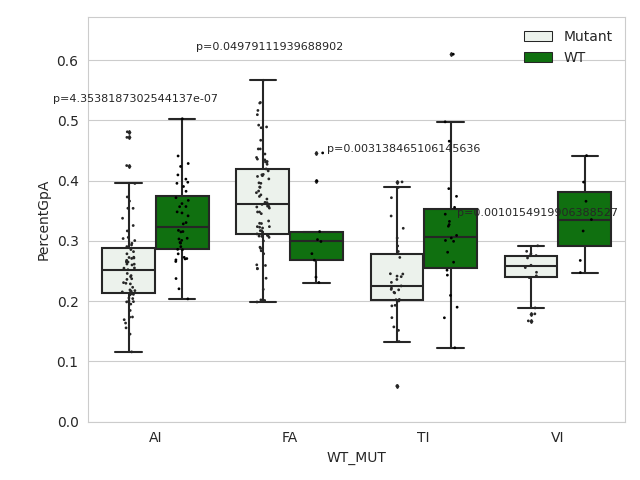 Mutant
WT
p=0.04979111939688902
p=4.3538187302544137e-07
p=0.003138465106145636
p=0.0010154919906388527
0.6
0.5
0.4
0.3
0.2
0.1
0.0
PercentGpA
AI FA TI VI
WT_MUT